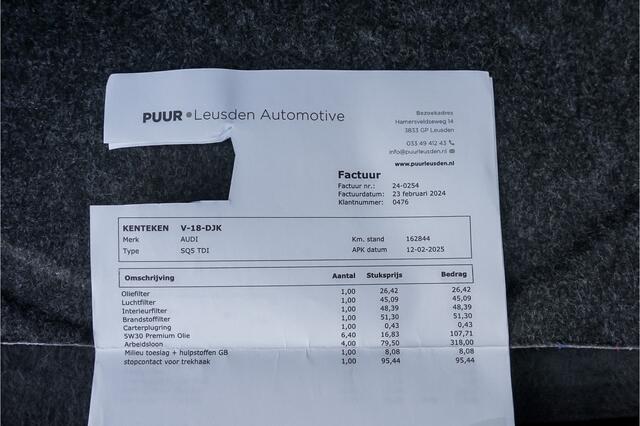 PUUR • Leusden Automotive
Bezoekadres
Hamersveldseweg 14
3833 GP Leusden
033 49 412 43
info@puurleusden.nl
www.puurleusden.nl
Factuur
Factuur nr.: 24-0254
Factuurdatum: 23 februari 2024
Klantnummer: 0476
KENTEKEN V-18-DJK
Merk AUDI Km. stand 162844
Type SQ5 TDI APK datum 12-02-2025
Omschrijving Aantal Stuksprijs Bedrag
Oliefilter 1,00 26,42 26,42
Luchtfilter 1,00 45,09 45,09
Interieurfilter 1,00 48,39 48,39
Brandstoffilter 1,00 51,30 51,30
Carterplugring 1,00 0,43 0,43
5W30 Premium Olie 6,40 16,83 107,71
Arbeidsloon 4,00 79,50 318,00
Milieu toeslag + hulpstoffen GB 1,00 8,08 8,08
stopcontact voor trekhaak 1,00 95,44 95,44